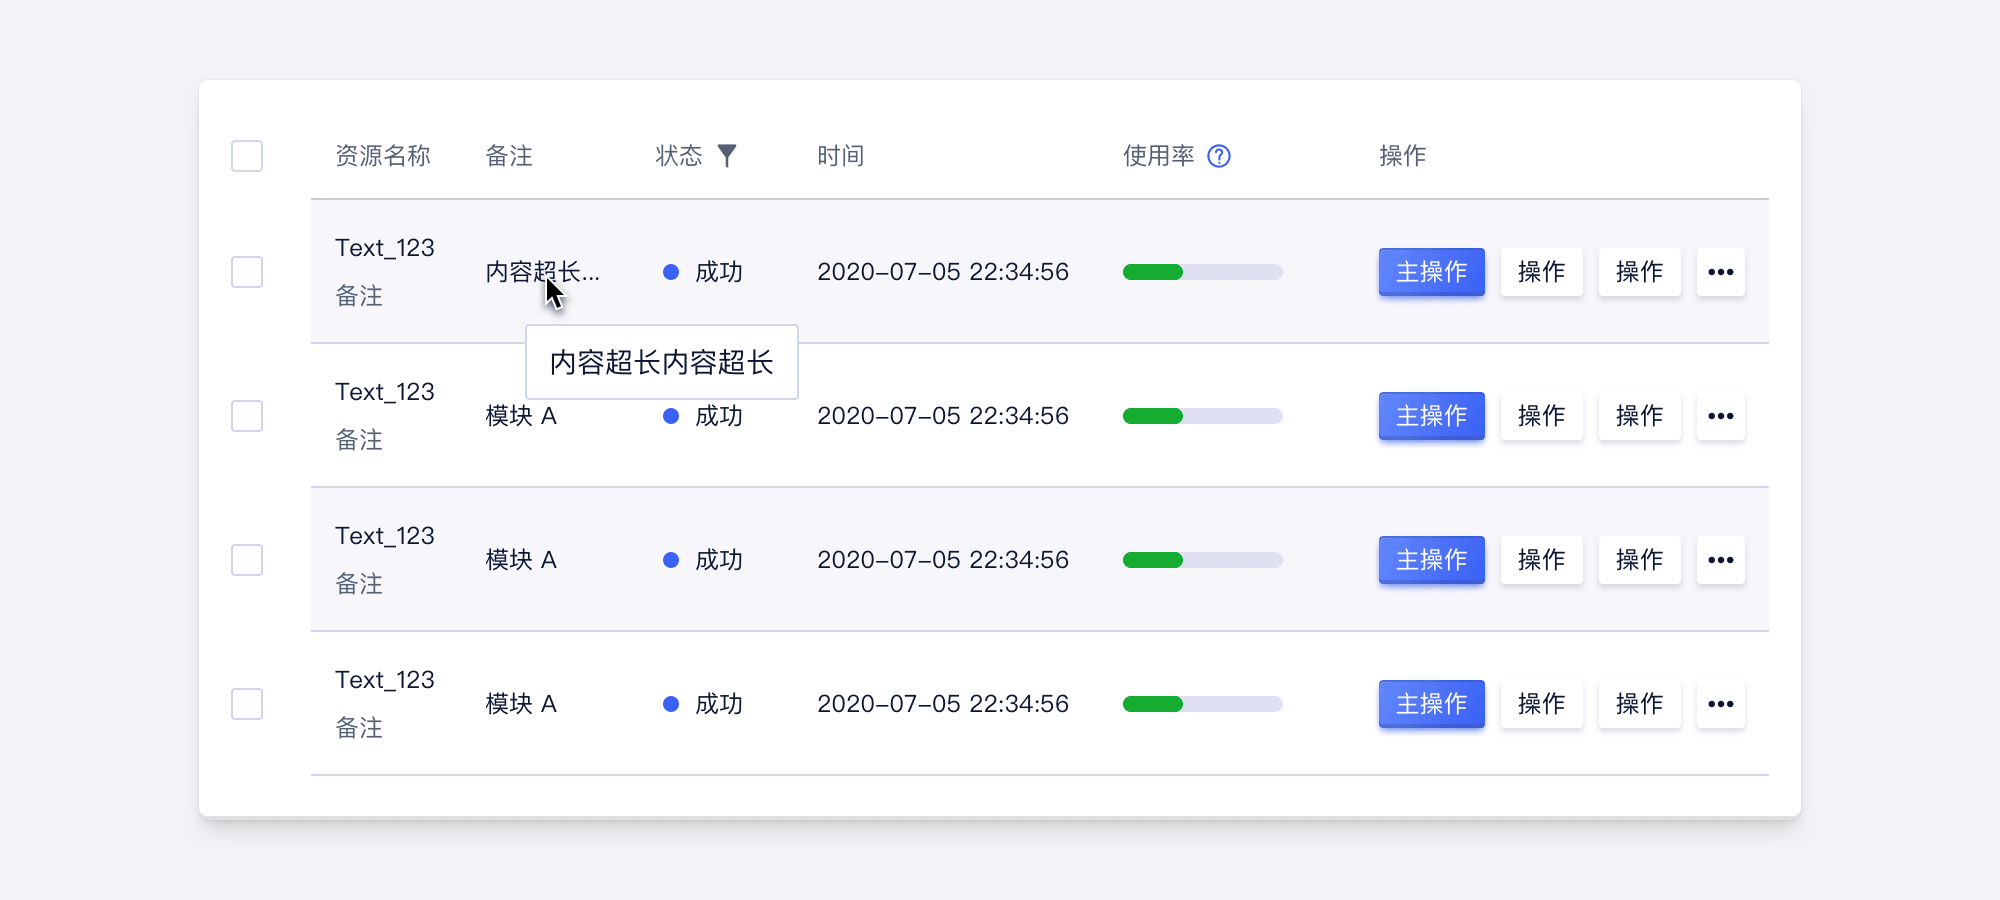 资源名称 备注 状态 时间 使用率 ? 操作
Text_123
备注
内容超长... 成功 2020-07-05 22:34:56 主操作 操作 操作 •••
内容超长内容超长
Text_123
备注
模块 A 成功 2020-07-05 22:34:56 主操作 操作 操作 •••
Text_123
备注
模块 A 成功 2020-07-05 22:34:56 主操作 操作 操作 •••
Text_123
备注
模块 A 成功 2020-07-05 22:34:56 主操作 操作 操作 •••